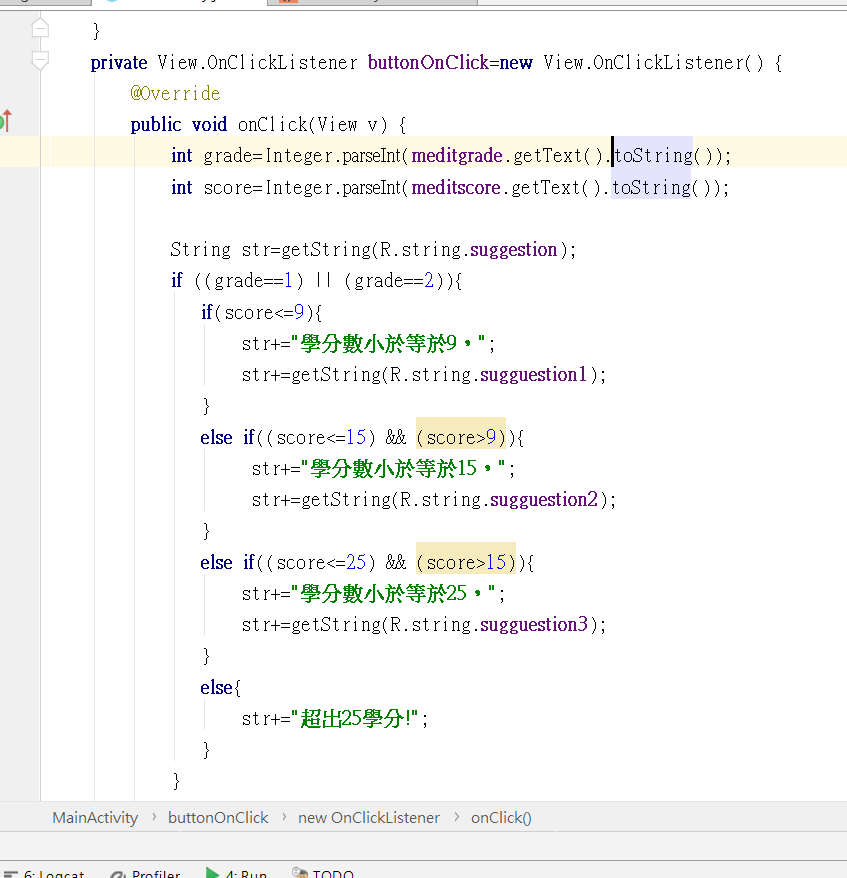 }
private View.OnClickListener buttonOnClick=new View.OnClickListener() {
@Override
public void onClick(View v) {
int grade=Integer.parseInt(meditgrade.getText().toString());
int score=Integer.parseInt(meditscore.getText().toString());
String str=getString(R.string.suggestion);
if ((grade==1) || (grade==2)){
if(score<=9){
str+="學分數小於等於9，";
str+=getString(R.string.sugguestion1);
}
else if((score<=15) && (score>9)){
str+="學分數小於等於15，";
str+=getString(R.string.sugguestion2);
}
else if((score<=25) && (score>15)){
str+="學分數小於等於25，";
str+=getString(R.string.sugguestion3);
}
else{
str+="超出25學分!";
}
}
MainActivity › buttonOnClick › new OnClickListener › onClick()
6: Logcat Profiler 4: Run TODO